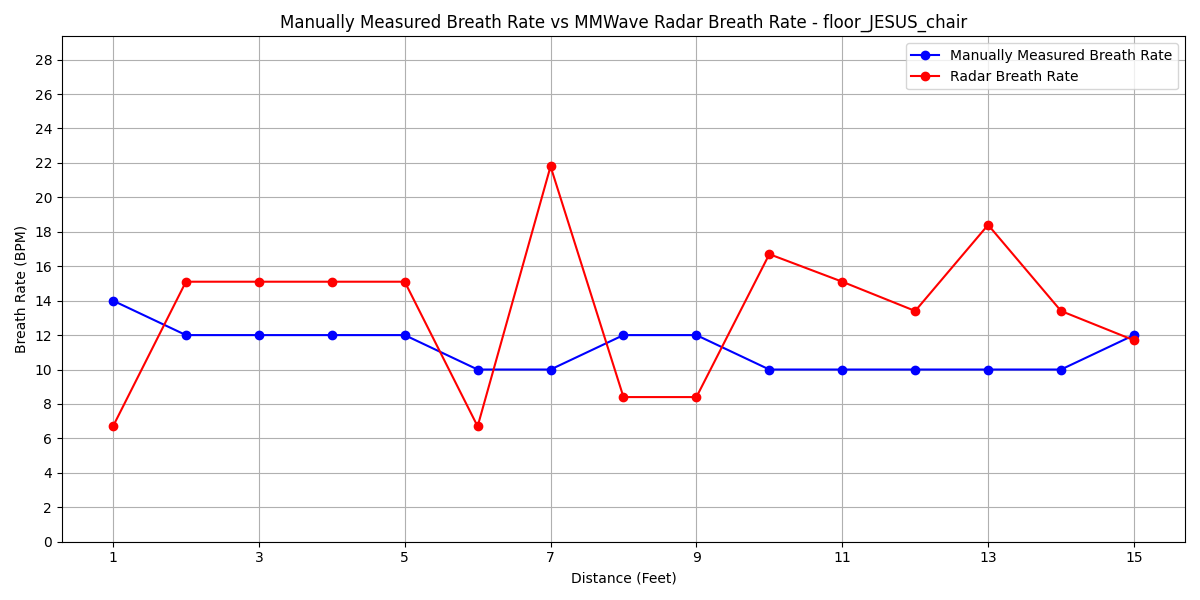 Manually Measured Breath Rate vs MMWave Radar Breath Rate - floor_JESUS_chair
Manually Measured Breath Rate
Radar Breath Rate
Breath Rate (BPM)
28
26
24
22
20
18
16
14
12
10
8
6
4
2
0
1 3 5 7 9 11 13 15
Distance (Feet)